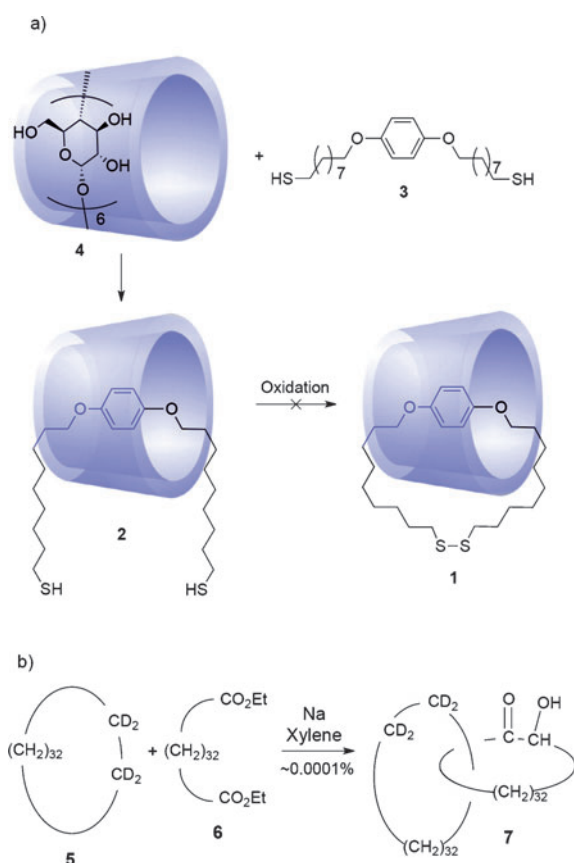 a)
HO
O
OH
OH
O
6
4
+
HS
7
O
O
7
SH
3
O
O
SH
HS
2
Oxidation
O
O
S–S
1
b)
(CH₂)₃₂
CD₂
CD₂
5
+
CO₂Et
(CH₂)₃₂
CO₂Et
6
Na
Xylene
~0.0001%
CD₂
CD₂
O
OH
C–CH
(CH₂)₃₂
(CH₂)₃₂
7